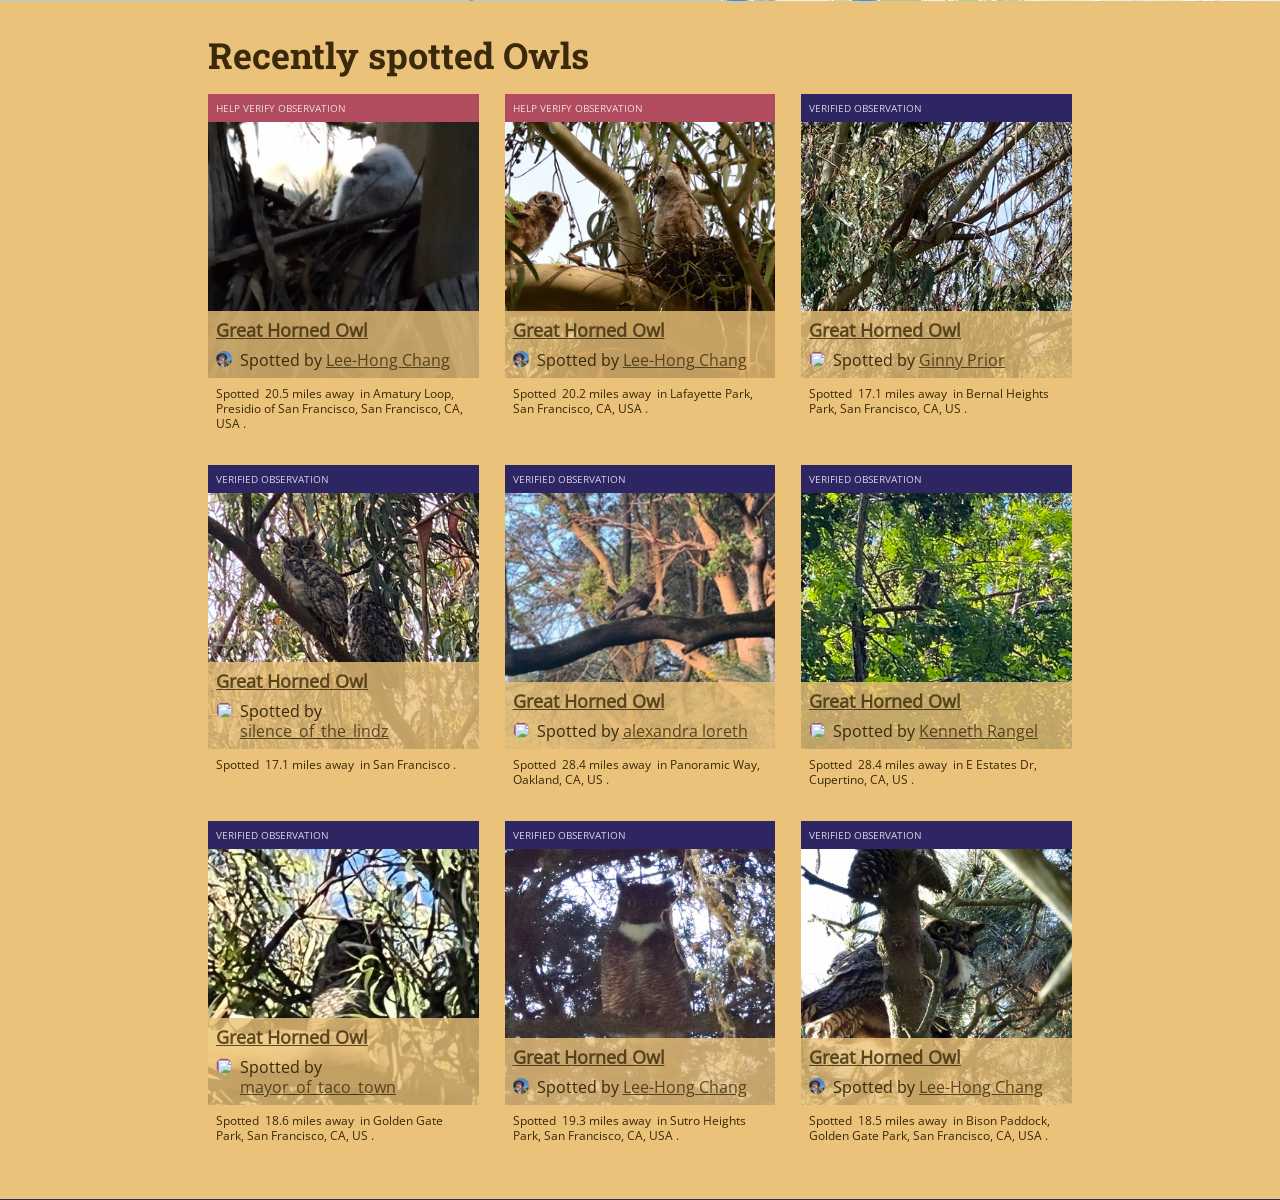 Recently spotted Owls
HELP VERIFY OBSERVATION
Great Horned Owl
Spotted by Lee-Hong Chang
Spotted 20.5 miles away in Amatury Loop,
Presidio of San Francisco, San Francisco, CA,
USA .
HELP VERIFY OBSERVATION
Great Horned Owl
Spotted by Lee-Hong Chang
Spotted 20.2 miles away in Lafayette Park,
San Francisco, CA, USA .
VERIFIED OBSERVATION
Great Horned Owl
Spotted by Ginny Prior
Spotted 17.1 miles away in Bernal Heights
Park, San Francisco, CA, US .
VERIFIED OBSERVATION
Great Horned Owl
Spotted by
silence_of_the_lindz
Spotted 17.1 miles away in San Francisco .
VERIFIED OBSERVATION
Great Horned Owl
Spotted by alexandra loreth
Spotted 28.4 miles away in Panoramic Way,
Oakland, CA, US .
VERIFIED OBSERVATION
Great Horned Owl
Spotted by Kenneth Rangel
Spotted 28.4 miles away in E Estates Dr,
Cupertino, CA, US .
VERIFIED OBSERVATION
Great Horned Owl
Spotted by
mayor_of_taco_town
Spotted 18.6 miles away in Golden Gate
Park, San Francisco, CA, US .
VERIFIED OBSERVATION
Great Horned Owl
Spotted by Lee-Hong Chang
Spotted 19.3 miles away in Sutro Heights
Park, San Francisco, CA, USA .
VERIFIED OBSERVATION
Great Horned Owl
Spotted by Lee-Hong Chang
Spotted 18.5 miles away in Bison Paddock,
Golden Gate Park, San Francisco, CA, USA .